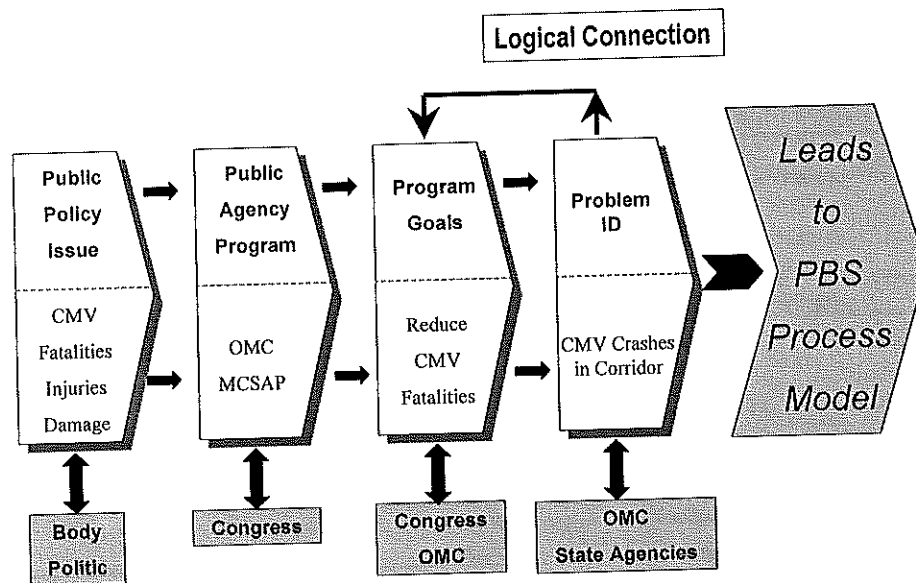 Logical Connection
Public
Policy
Issue
CMV
Fatalities
Injuries
Damage
Body
Politic
Public
Agency
Program
OMC
MCSAP
Congress
Program
Goals
Reduce
CMV
Fatalities
Congress
OMC
Problem
ID
CMV Crashes
in Corridor
OMC
State Agencies
Leads
to
PBS
Process
Model